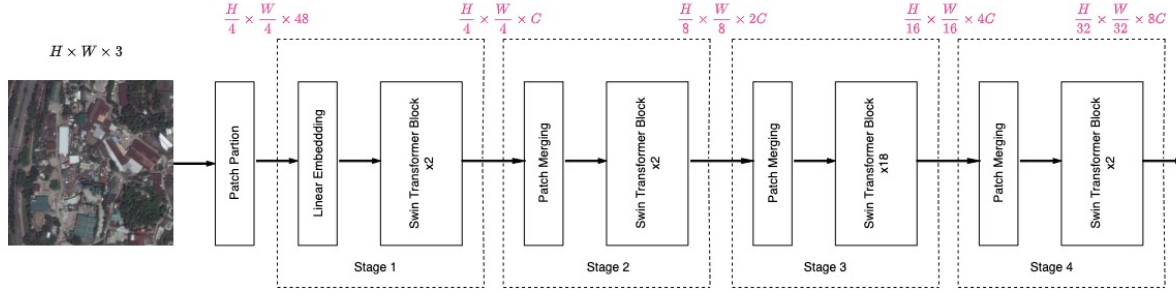 H/4 × W/4 × 48
H/4 × W/4 × C
H/8 × W/8 × 2C
H/16 × W/16 × 4C
H/32 × W/32 × 8C
H × W × 3
Patch Partion
Linear Embeddding
Swin Transformer Block
x2
Patch Merging
Swin Transformer Block
x2
Patch Merging
Swin Transformer Block
x18
Patch Merging
Swin Transformer Block
x2
Stage 1
Stage 2
Stage 3
Stage 4